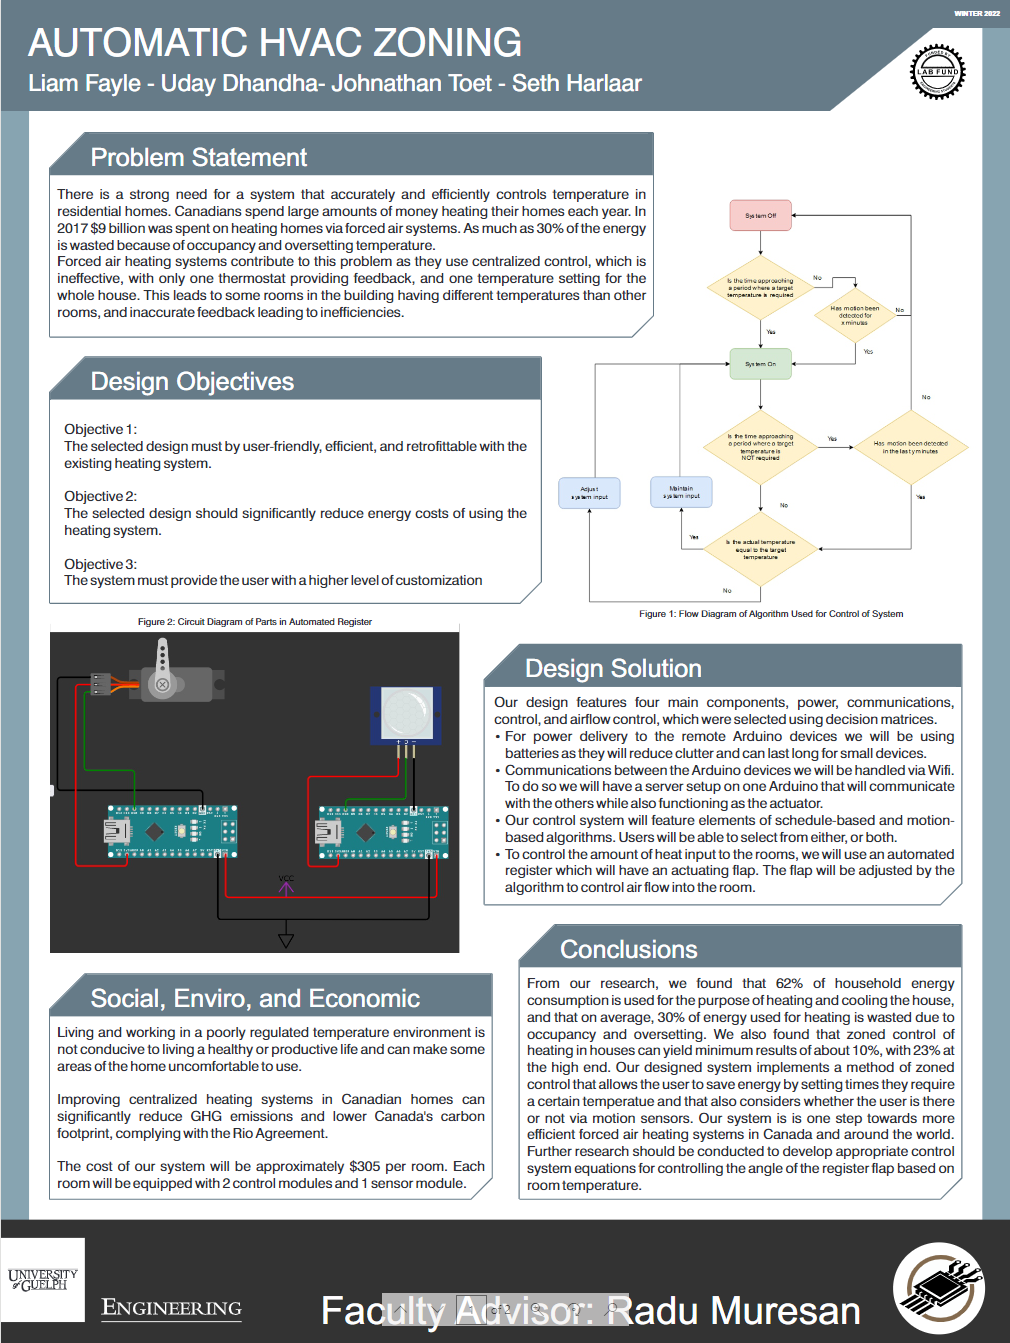 WINTER 2022
AUTOMATIC HVAC ZONING
Liam Fayle - Uday Dhandha- Johnathan Toet - Seth Harlaar
FUNDED BY
LAB FUND
Problem Statement
There is a strong need for a system that accurately and efficiently controls temperature in
residential homes. Canadians spend large amounts of money heating their homes each year. In
2017 $9 billion was spent on heating homes via forced air systems. As much as 30% of the energy
is wasted because of occupancy and oversetting temperature.
Forced air heating systems contribute to this problem as they use centralized control, which is
ineffective, with only one thermostat providing feedback, and one temperature setting for the
whole house. This leads to some rooms in the building having different temperatures than other
rooms, and inaccurate feedback leading to inefficiencies.
Design Objectives
Objective 1:
The selected design must by user-friendly, efficient, and retrofittable with the
existing heating system.
Objective 2:
The selected design should significantly reduce energy costs of using the
heating system.
Objective 3:
The system must provide the user with a higher level of customization
System Off
Is the time approaching
a period where a target
temperature is required
No
Has motion been
detected for
x minutes
No
Yes
Yes
System On
No
Is the time approaching
a period where a target
temperature is
NOT required
Yes
Has motion been detected
in the last y minutes
Adjust
system input
Maintain
system input
No
Yes
Yes
Is the actual temperature
equal to the target
temperature
No
Figure 1: Flow Diagram of Algorithm Used for Control of System
Figure 2: Circuit Diagram of Parts in Automated Register
VCC
Design Solution
Our design features four main components, power, communications,
control, and airflow control, which were selected using decision matrices.
• For power delivery to the remote Arduino devices we will be using
batteries as they will reduce clutter and can last long for small devices.
• Communications between the Arduino devices we will be handled via Wifi.
To do so we will have a server setup on one Arduino that will communicate
with the others while also functioning as the actuator.
• Our control system will feature elements of schedule-based and motion-
based algorithms. Users will be able to select from either, or both.
• To control the amount of heat input to the rooms, we will use an automated
register which will have an actuating flap. The flap will be adjusted by the
algorithm to control air flow into the room.
Social, Enviro, and Economic
Living and working in a poorly regulated temperature environment is
not conducive to living a healthy or productive life and can make some
areas of the home uncomfortable to use.
Improving centralized heating systems in Canadian homes can
significantly reduce GHG emissions and lower Canada's carbon
footprint, complying with the Rio Agreement.
The cost of our system will be approximately $305 per room. Each
room will be equipped with 2 control modules and 1 sensor module.
Conclusions
From our research, we found that 62% of household energy
consumption is used for the purpose of heating and cooling the house,
and that on average, 30% of energy used for heating is wasted due to
occupancy and oversetting. We also found that zoned control of
heating in houses can yield minimum results of about 10%, with 23% at
the high end. Our designed system implements a method of zoned
control that allows the user to save energy by setting times they require
a certain temperatue and that also considers whether the user is there
or not via motion sensors. Our system is is one step towards more
efficient forced air heating systems in Canada and around the world.
Further research should be conducted to develop appropriate control
system equations for controlling the angle of the register flap based on
room temperature.
UNIVERSITY
of GUELPH
ENGINEERING
Faculty Advisor: Radu Muresan
of 2